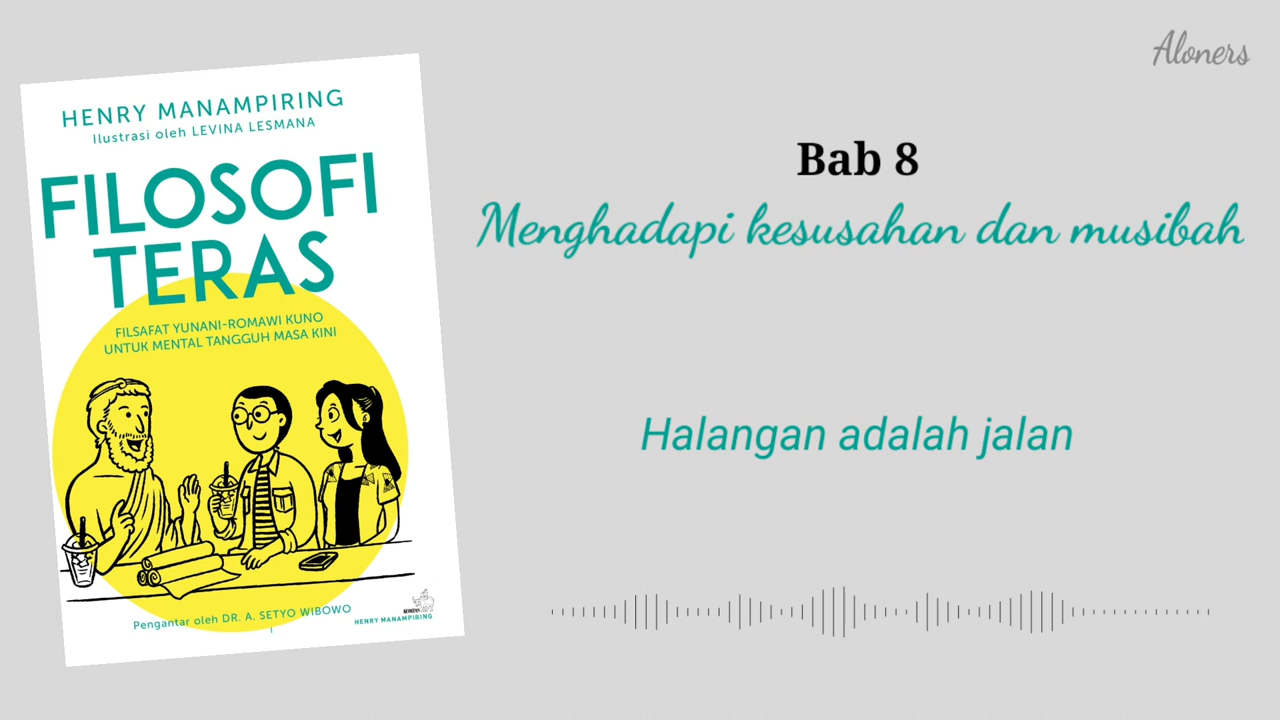 Aloners
HENRY MANAMPIRING
Ilustrasi oleh LEVINA LESMANA
FILOSOFI
TERAS
FILSAFAT YUNANI-ROMAWI KUNO
UNTUK MENTAL TANGGUH MASA KINI
Pengantar oleh DR. A. SETYO WIBOWO
HENRY MANAMPIRING
Bab 8
Menghadapi kesusahan dan musibah
Halangan adalah jalan